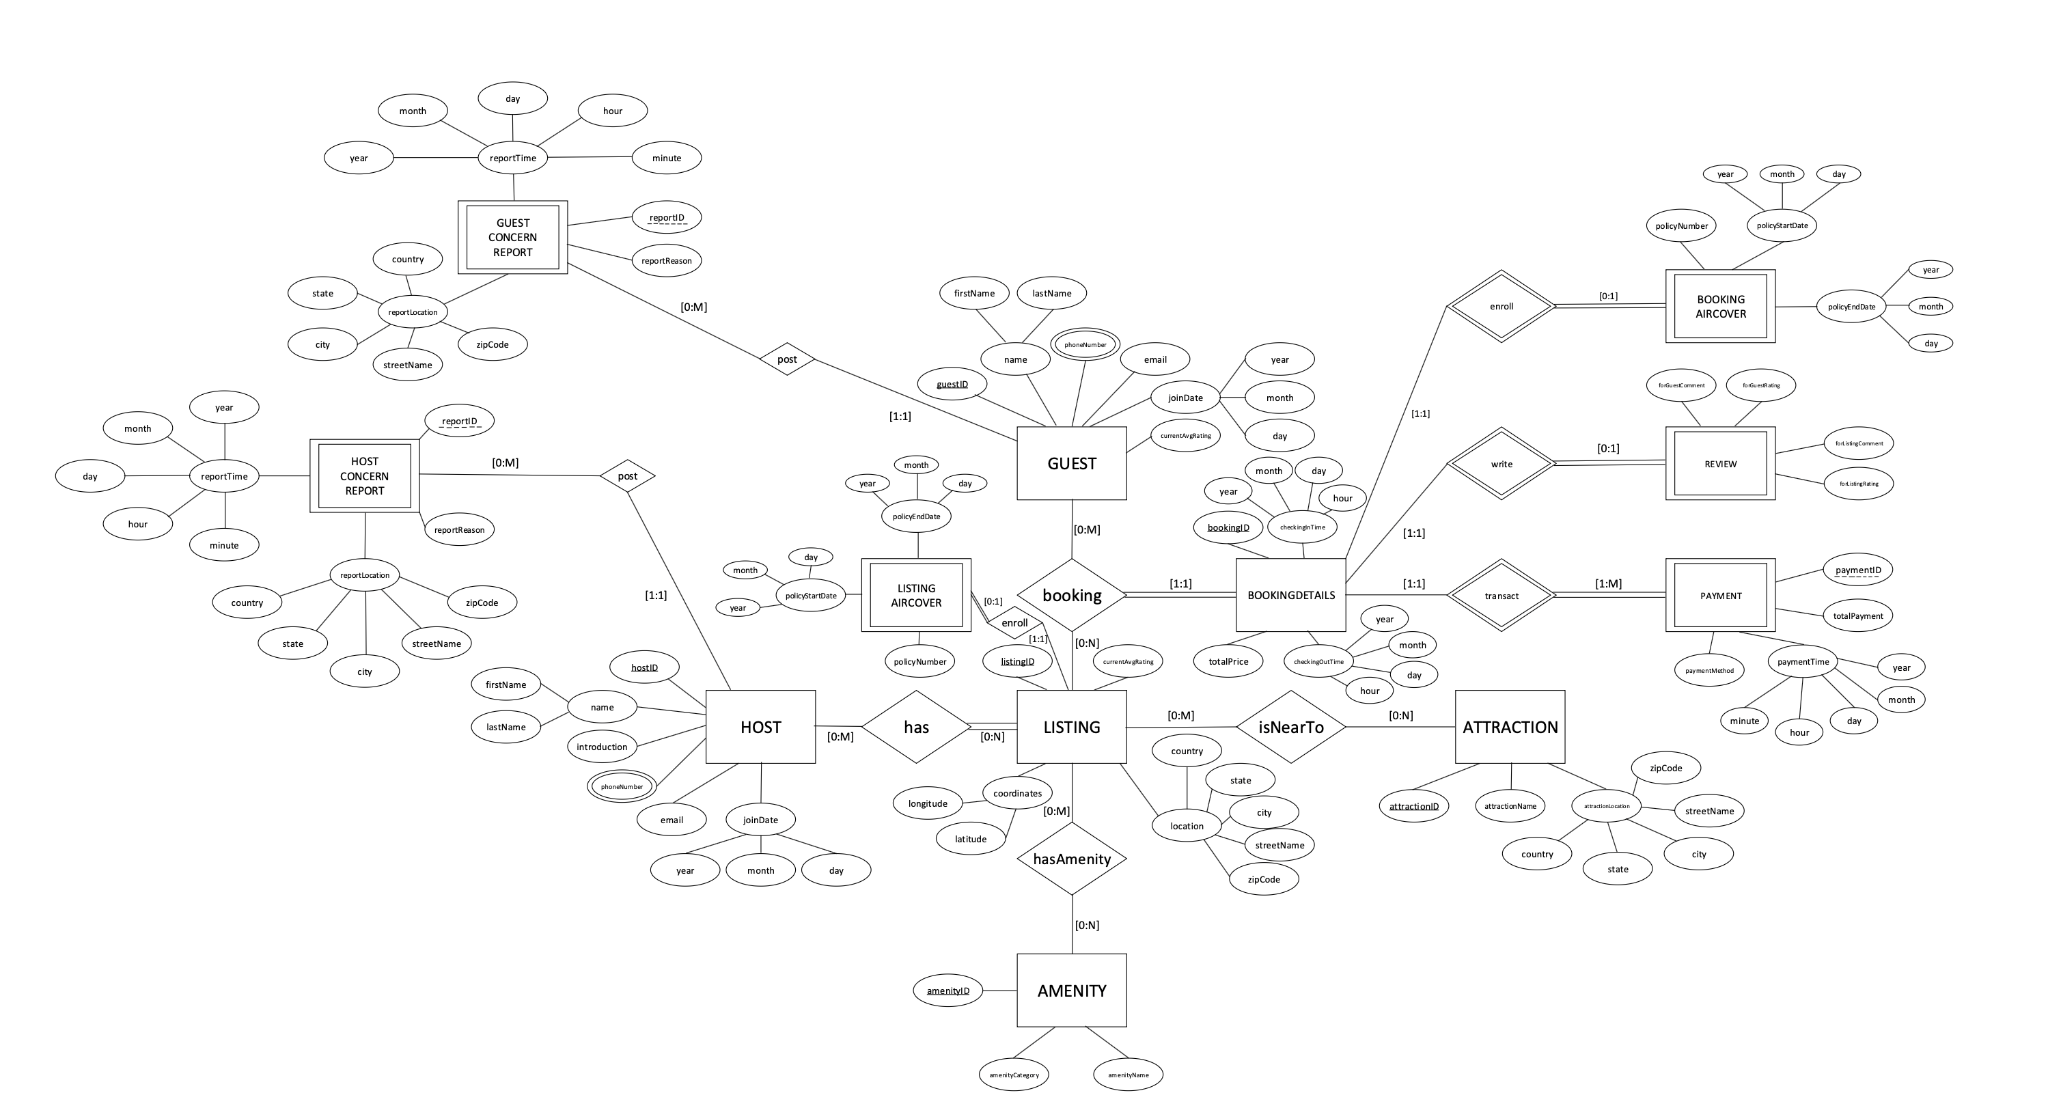 day
month
hour
year
reportTime
minute
GUEST
CONCERN
REPORT
reportID
reportReason
country
state
reportLocation
city
zipCode
streetName
[0:M]
post
[1:1]
year
month
day
reportTime
hour
minute
HOST
CONCERN
REPORT
reportID
reportReason
[0:M]
post
[1:1]
reportLocation
country
zipCode
state
streetName
city
firstName
lastName
name
phoneNumber
email
guestID
joinDate
year
month
day
currentAvgRating
GUEST
[0:M]
booking
[1:1]
[0:N]
month
year
day
policyEndDate
LISTING
AIRCOVER
day
month
policyStartDate
year
policyNumber
[0:1]
enroll
[1:1]
month
day
year
hour
bookingID
checkingInTime
BOOKINGDETAILS
totalPrice
checkingOutTime
year
month
day
hour
[1:1]
enroll
[0:1]
year
month
day
policyNumber
policyStartDate
BOOKING
AIRCOVER
policyEndDate
year
month
day
[1:1]
write
[0:1]
forGuestComment
forGuestRating
REVIEW
forListingComment
forListingRating
[1:1]
transact
[1:M]
PAYMENT
paymentID
totalPayment
paymentMethod
paymentTime
year
month
day
hour
minute
hostID
firstName
name
lastName
introduction
phoneNumber
email
joinDate
year
month
day
HOST
[0:M]
has
[0:N]
listingID
currentAvgRating
LISTING
coordinates
longitude
latitude
[0:M]
isNearTo
[0:N]
ATTRACTION
country
state
city
location
streetName
zipCode
attractionID
attractionName
attractionLocation
zipCode
streetName
city
state
country
[0:M]
hasAmenity
[0:N]
amenityID
AMENITY
amenityCategory
amenityName